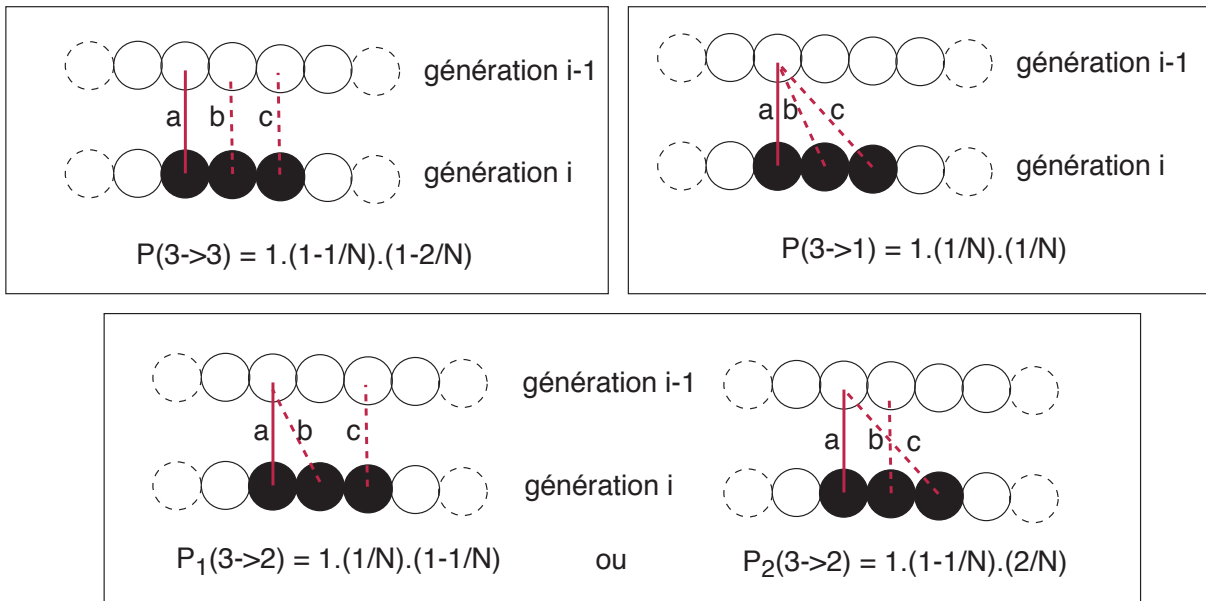 génération i-1
a b c
génération i
P(3->3) = 1.(1-1/N).(1-2/N)
génération i-1
a b c
génération i
P(3->1) = 1.(1/N).(1/N)
génération i-1
a b c
génération i
a b c
P₁(3->2) = 1.(1/N).(1-1/N) ou P₂(3->2) = 1.(1-1/N).(2/N)